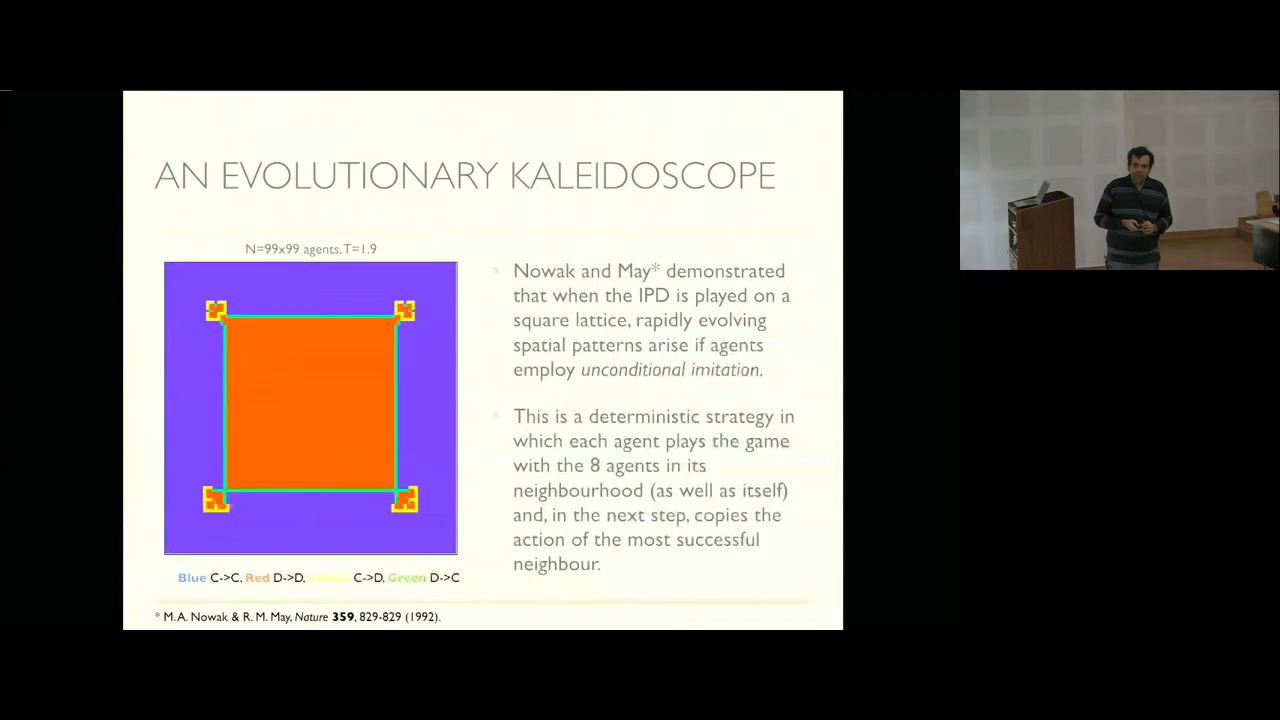 AN EVOLUTIONARY KALEIDOSCOPE
N=99x99 agents. T=1.9
Nowak and May* demonstrated
that when the IPD is played on a
square lattice, rapidly evolving
spatial patterns arise if agents
employ unconditional imitation.
This is a deterministic strategy in
which each agent plays the game
with the 8 agents in its
neighbourhood (as well as itself)
and, in the next step, copies the
action of the most successful
neighbour.
Blue C->C, Red D->D, Yellow C->D, Green D->C
* M.A. Nowak & R. M. May, Nature 359, 829-829 (1992).